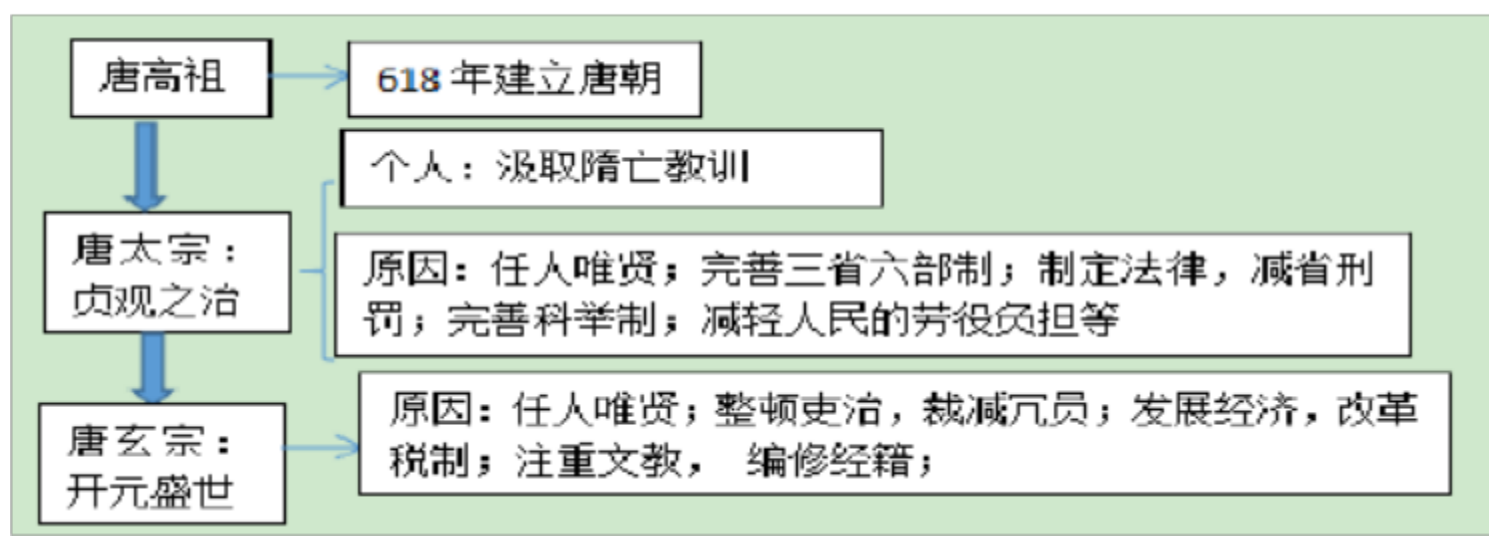 唐高祖
618年建立唐朝
个人：汲取隋亡教训
唐太宗：
贞观之治
原因：任人唯贤；完善三省六部制；制定法律，减省刑
罚；完善科举制；减轻人民的劳役负担等
唐玄宗：
开元盛世
原因：任人唯贤；整顿吏治，裁减冗员；发展经济，改革
税制；注重文教， 编修经籍；